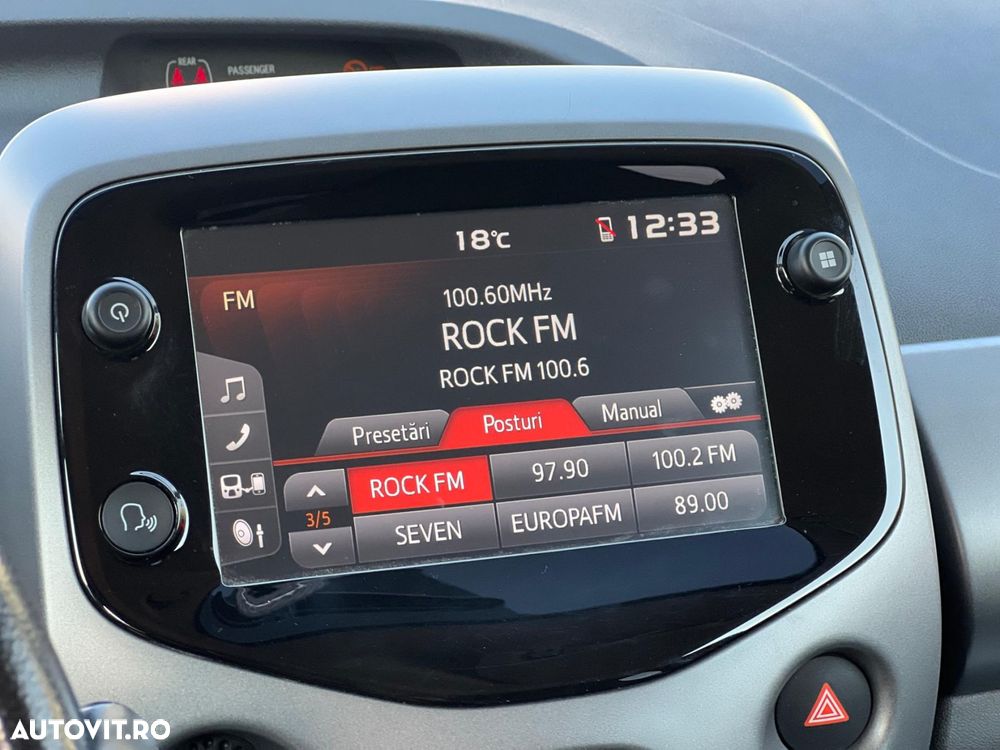 REAR
PASSENGER
18°C
12:33
FM
100.60MHz
ROCK FM
ROCK FM 100.6
Presetări
Posturi
Manual
3/5
ROCK FM
97.90
100.2 FM
SEVEN
EUROPAFM
89.00
AUTOVIT.RO